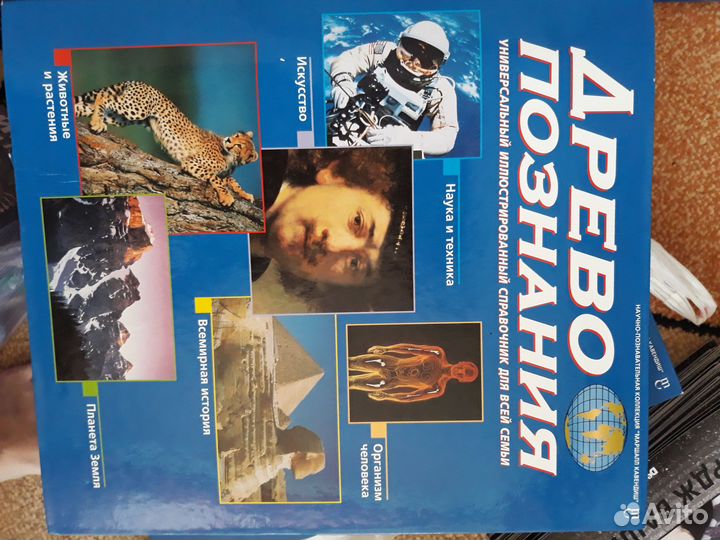 НАУЧНО-ПОЗНАВАТЕЛЬНАЯ КОЛЛЕКЦИЯ "МАРШАЛЛ КАВЕНДИШ"
ДРЕВО
ПОЗНАНИЯ
УНИВЕРСАЛЬНЫЙ ИЛЛЮСТРИРОВАННЫЙ СПРАВОЧНИК ДЛЯ ВСЕЙ СЕМЬИ
Наука и техника
Организм
человека
Искусство
Всемирная история
Животные
и растения
Планета Земля
КАВЕНДИШ"
Avito